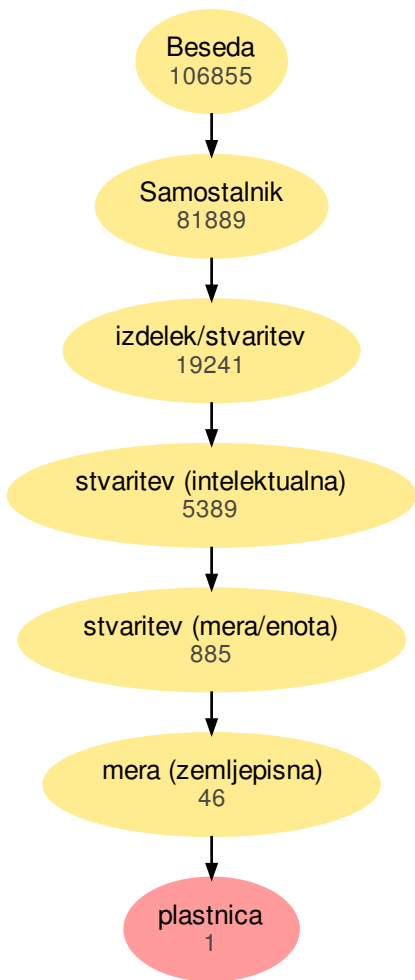 Beseda
106855
Samostalnik
81889
izdelek/stvaritev
19241
stvaritev (intelektualna)
5389
stvaritev (mera/enota)
885
mera (zemljepisna)
46
plastnica
1